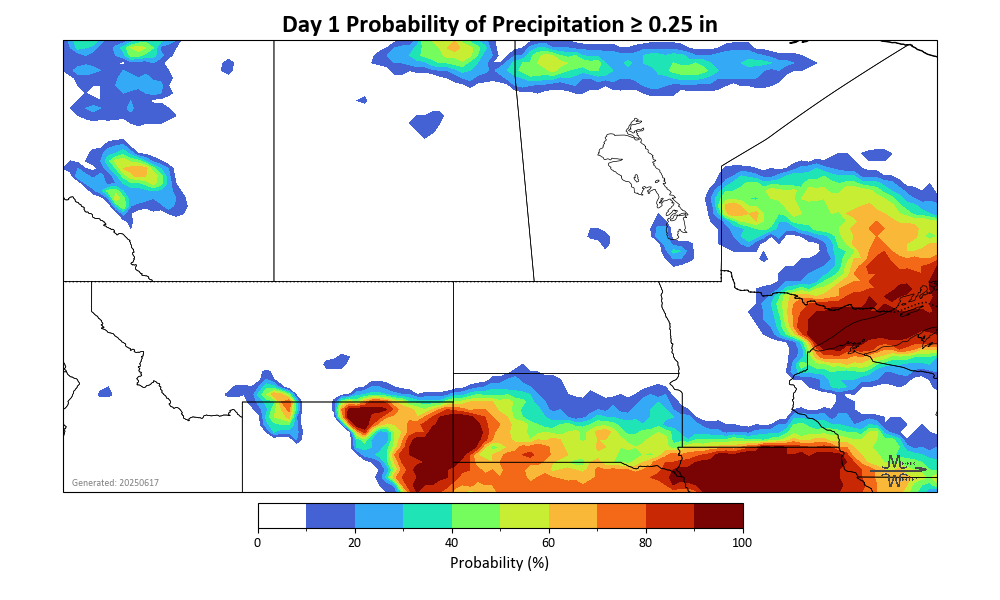 Day 1 Probability of Precipitation ≥ 0.25 in
Generated: 20250617
M
W
0 20 40 60 80 100
Probability (%)